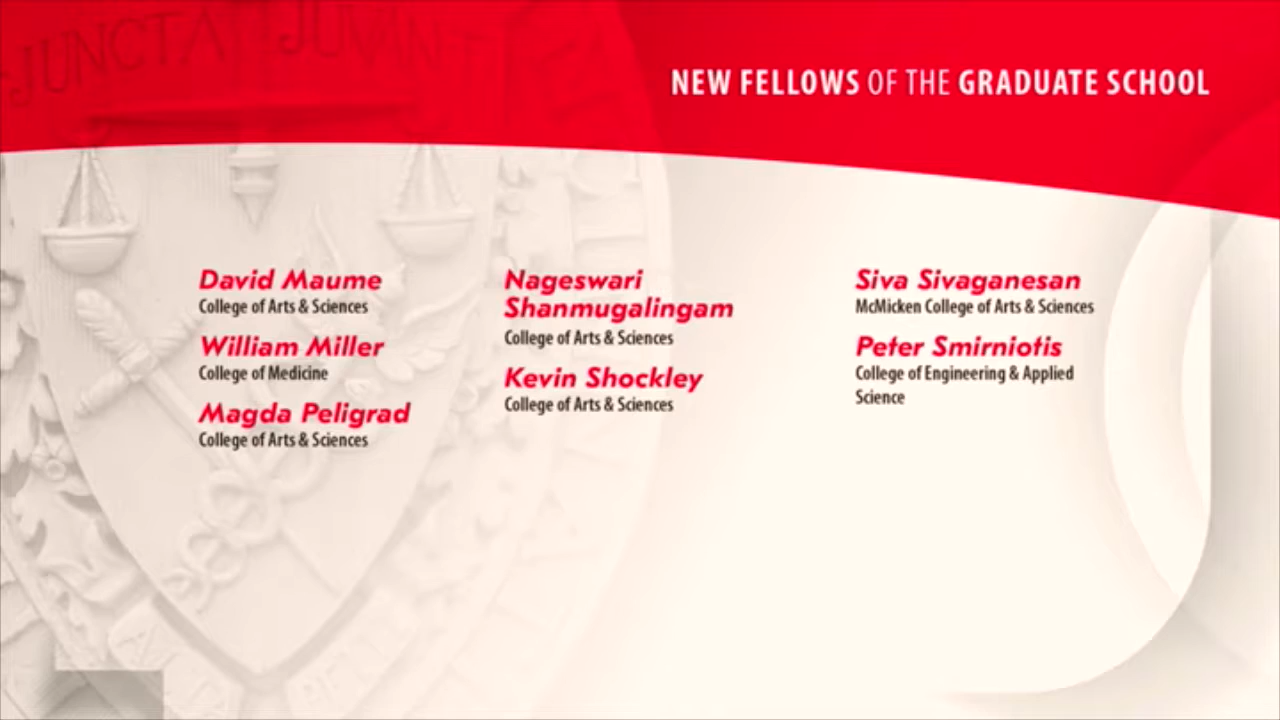 JUNCTA JUVANT
NEW FELLOWS OF THE GRADUATE SCHOOL
David Maume
College of Arts & Sciences
William Miller
College of Medicine
Magda Peligrad
College of Arts & Sciences
Nageswari
Shanmugalingam
College of Arts & Sciences
Kevin Shockley
College of Arts & Sciences
Siva Sivaganesan
McMicken College of Arts & Sciences
Peter Smirniotis
College of Engineering & Applied
Science